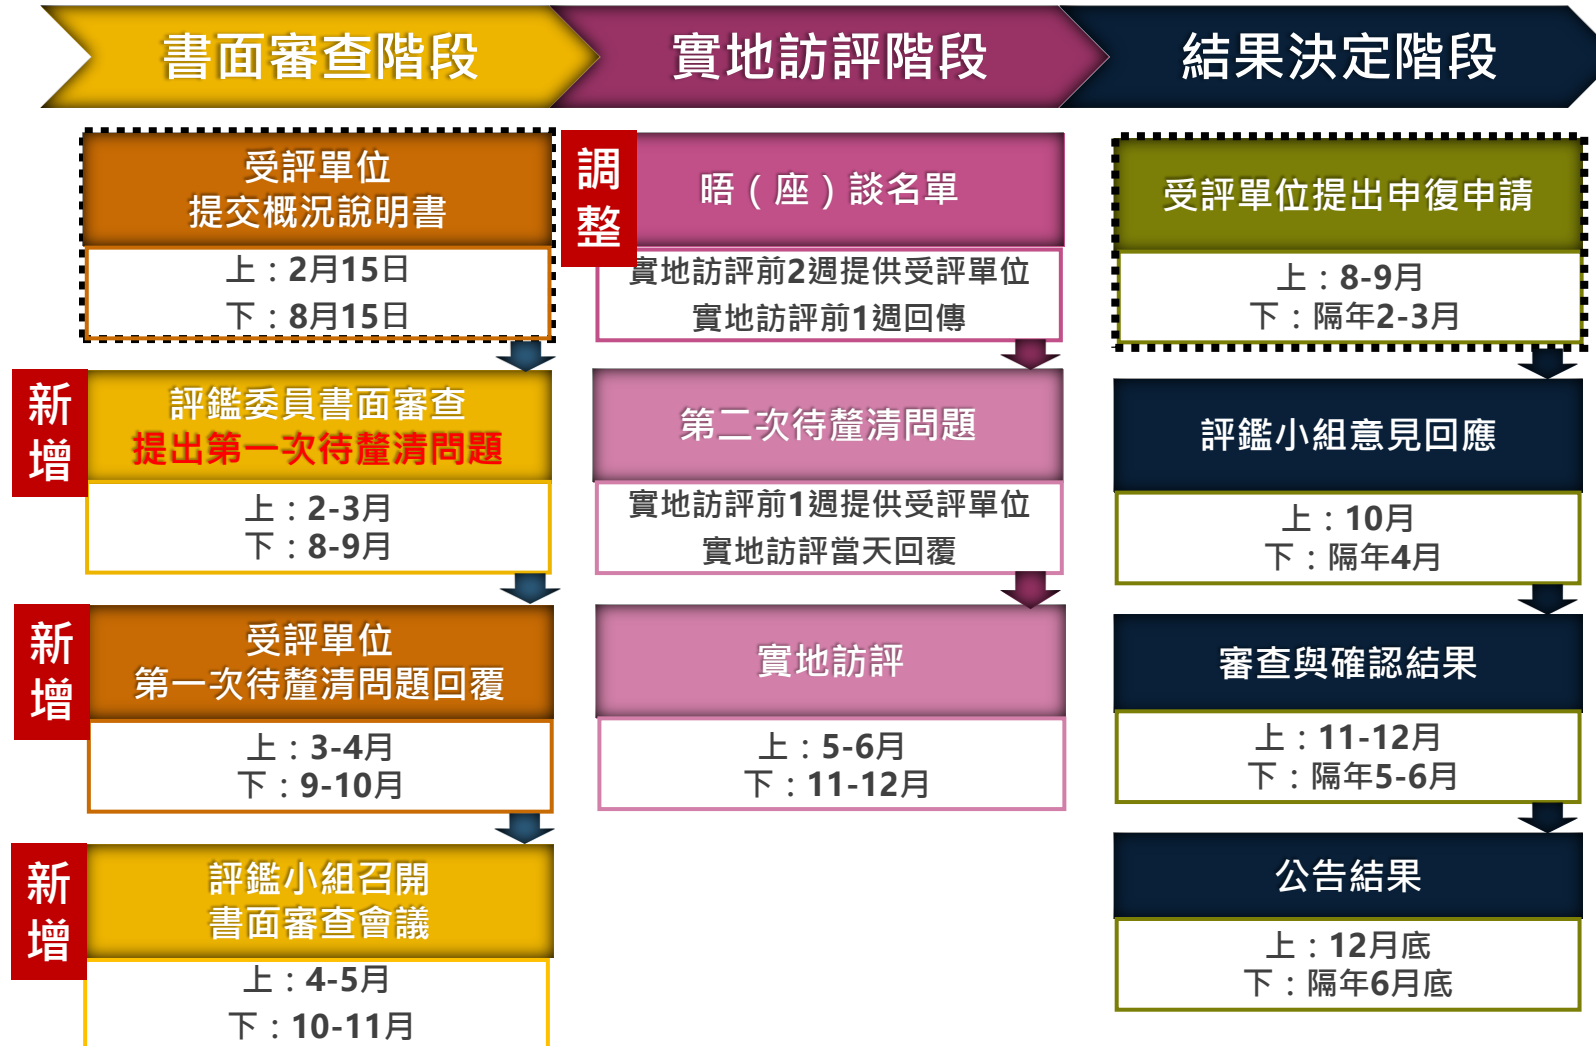 書面審查階段
實地訪評階段
結果決定階段
受評單位
提交概況說明書
上：2月15日
下：8月15日
新
增
評鑑委員書面審查
提出第一次待釐清問題
上：2-3月
下：8-9月
新
增
受評單位
第一次待釐清問題回覆
上：3-4月
下：9-10月
新
增
評鑑小組召開
書面審查會議
上：4-5月
下：10-11月
調
整
晤（座）談名單
實地訪評前2週提供受評單位
實地訪評前1週回傳
第二次待釐清問題
實地訪評前1週提供受評單位
實地訪評當天回覆
實地訪評
上：5-6月
下：11-12月
受評單位提出申復申請
上：8-9月
下：隔年2-3月
評鑑小組意見回應
上：10月
下：隔年4月
審查與確認結果
上：11-12月
下：隔年5-6月
公告結果
上：12月底
下：隔年6月底